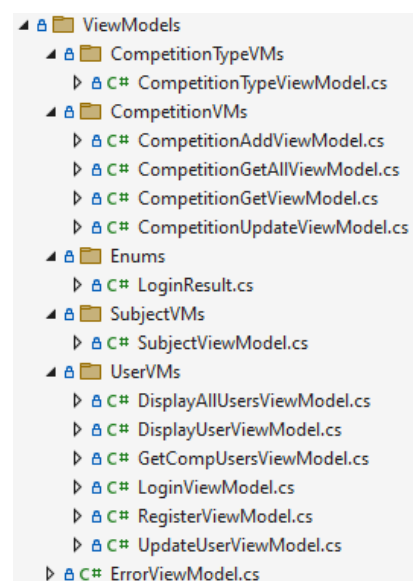 ViewModels
CompetitionTypeVMs
C# CompetitionTypeViewModel.cs
CompetitionVMs
C# CompetitionAddViewModel.cs
C# CompetitionGetAllViewModel.cs
C# CompetitionGetViewModel.cs
C# CompetitionUpdateViewModel.cs
Enums
C# LoginResult.cs
SubjectVMs
C# SubjectViewModel.cs
UserVMs
C# DisplayAllUsersViewModel.cs
C# DisplayUserViewModel.cs
C# GetCompUsersViewModel.cs
C# LoginViewModel.cs
C# RegisterViewModel.cs
C# UpdateUserViewModel.cs
C# ErrorViewModel.cs